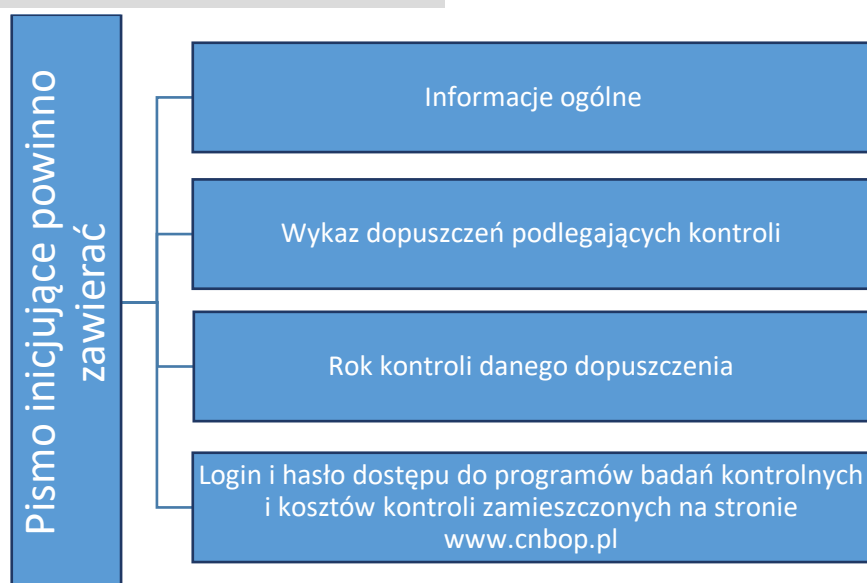 Pismo inicjujące powinno
zawierać
Informacje ogólne
Wykaz dopuszczeń podlegających kontroli
Rok kontroli danego dopuszczenia
Login i hasło dostępu do programów badań kontrolnych
i kosztów kontroli zamieszczonych na stronie
www.cnbop.pl